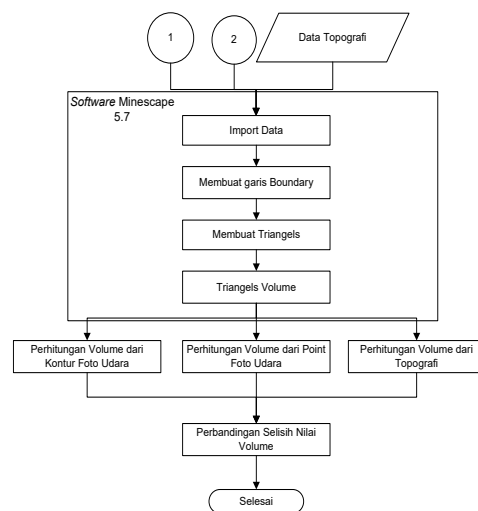 1
2
Data Topografi
Software Minescape
5.7
Import Data
Membuat garis Boundary
Membuat Triangels
Triangels Volume
Perhitungan Volume dari
Kontur Foto Udara
Perhitungan Volume dari Point
Foto Udara
Perhitungan Volume dari
Topografi
Perbandingan Selisih Nilai
Volume
Selesai